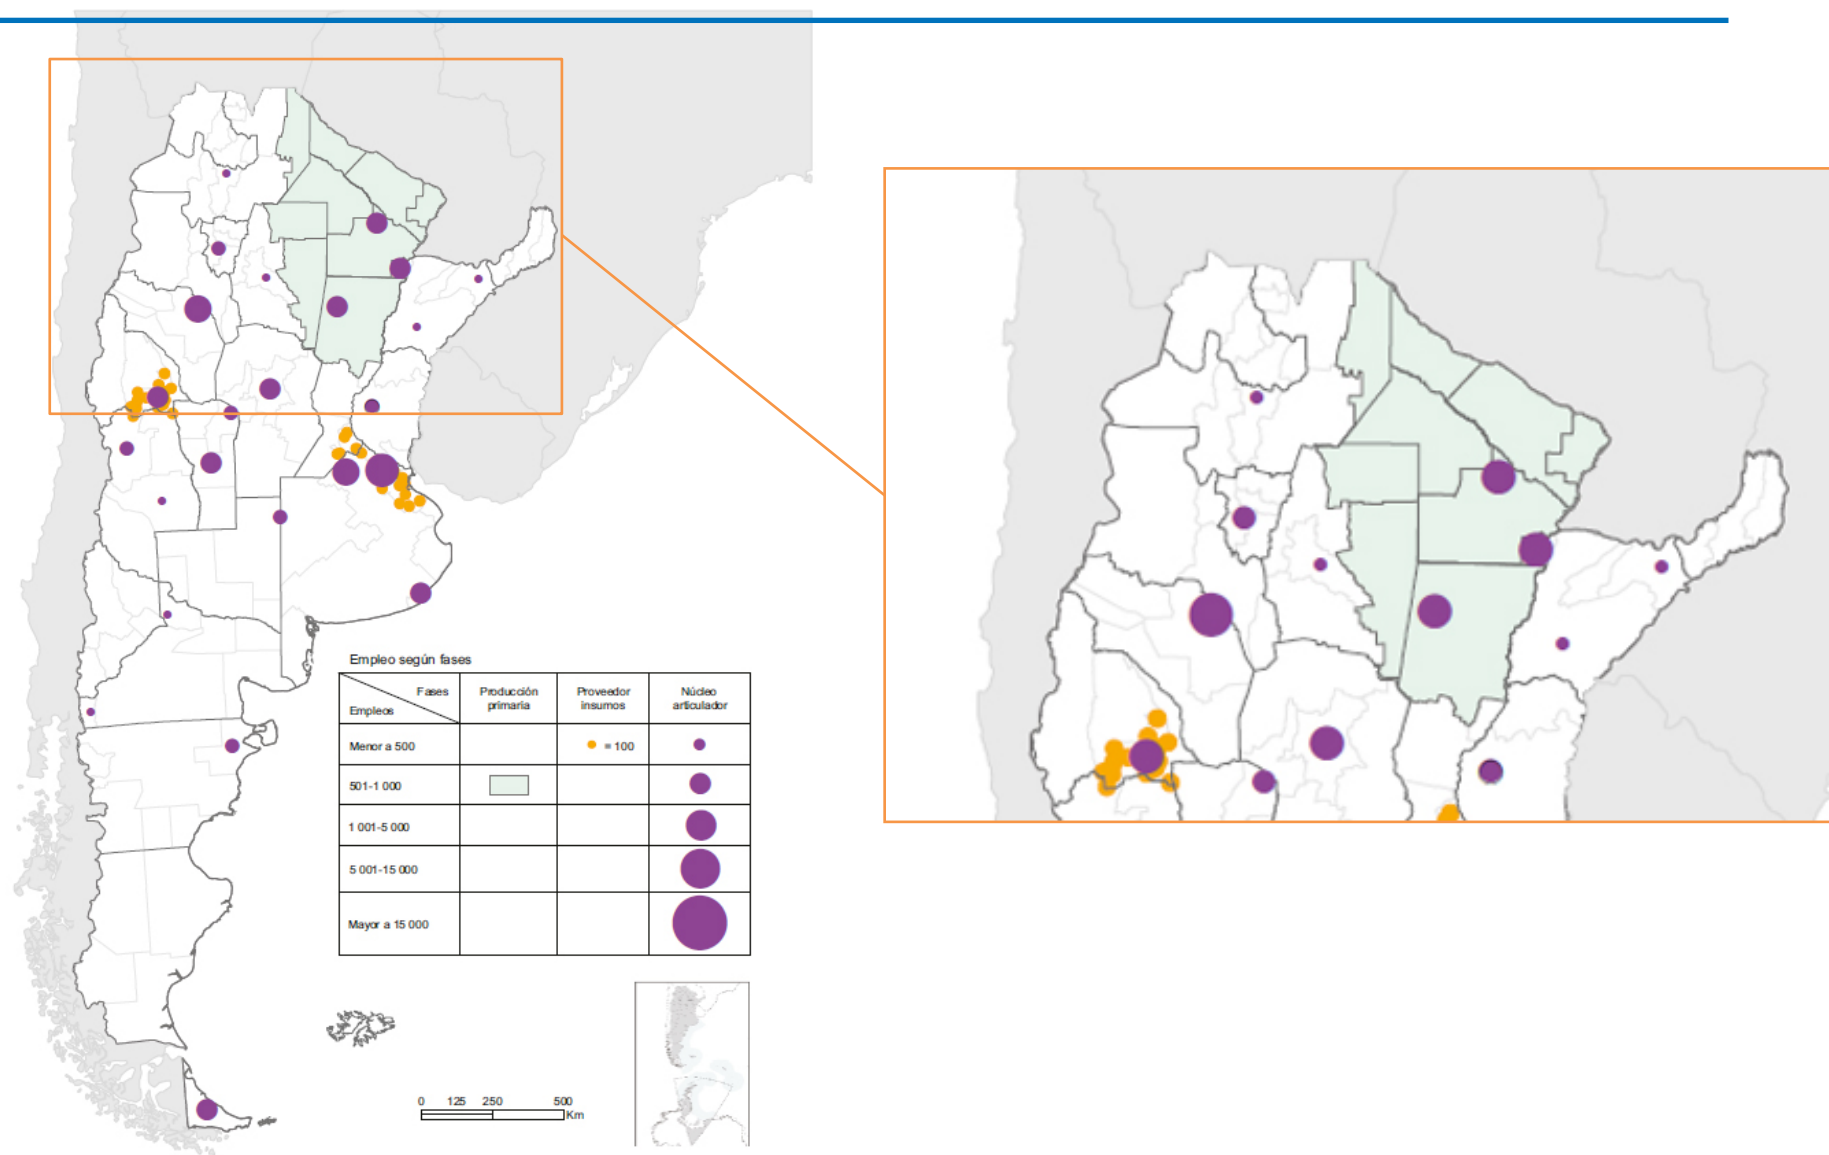 Empleo según fases
Fases
Empleos
Producción
primaria
Proveedor
insumos
Núcleo
articulador
Menor a 500
= 100
501-1 000
1 001-5 000
5 001-15 000
Mayor a 15 000
0 125 250 500
Km